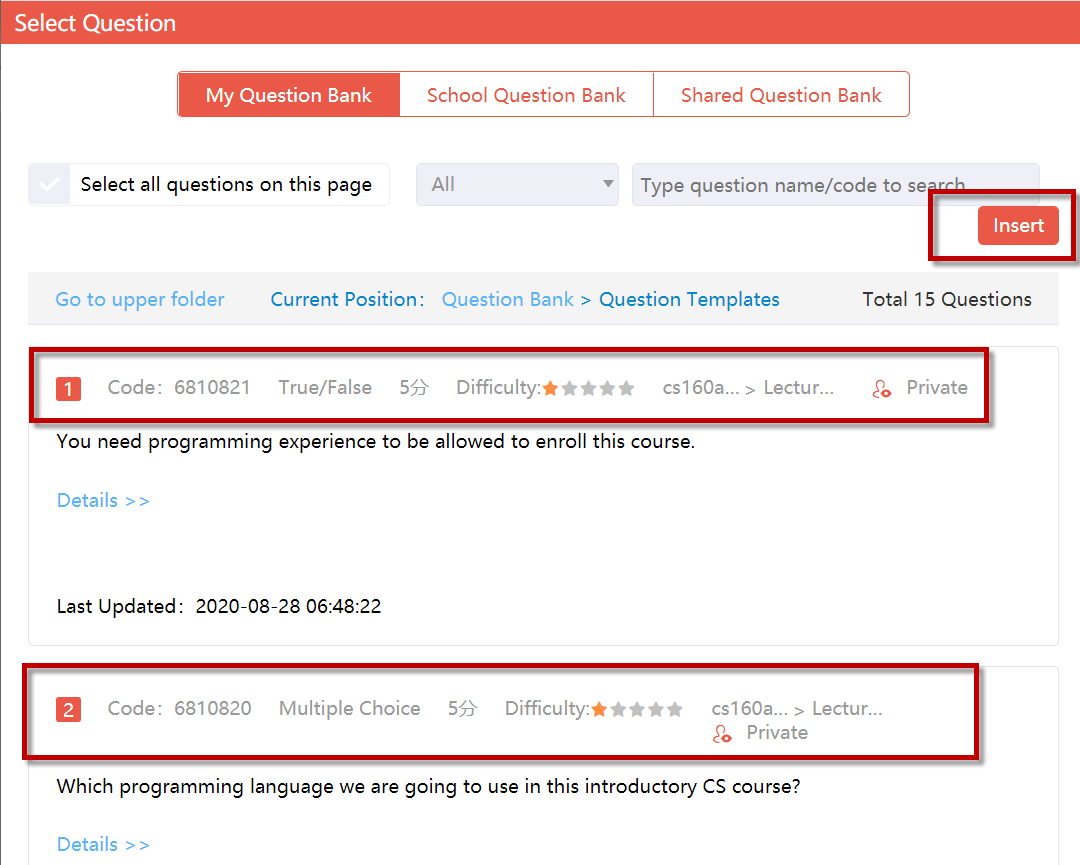 Select Question
My Question Bank School Question Bank Shared Question Bank
Select all questions on this page All Type question name/code to search
Insert
Go to upper folder Current Position: Question Bank > Question Templates Total 15 Questions
1 Code: 6810821 True/False 5分 Difficulty: cs160a... > Lectur... Private
You need programming experience to be allowed to enroll this course.
Details >>
Last Updated: 2020-08-28 06:48:22
2 Code: 6810820 Multiple Choice 5分 Difficulty: cs160a... > Lectur...
Private
Which programming language we are going to use in this introductory CS course?
Details >>